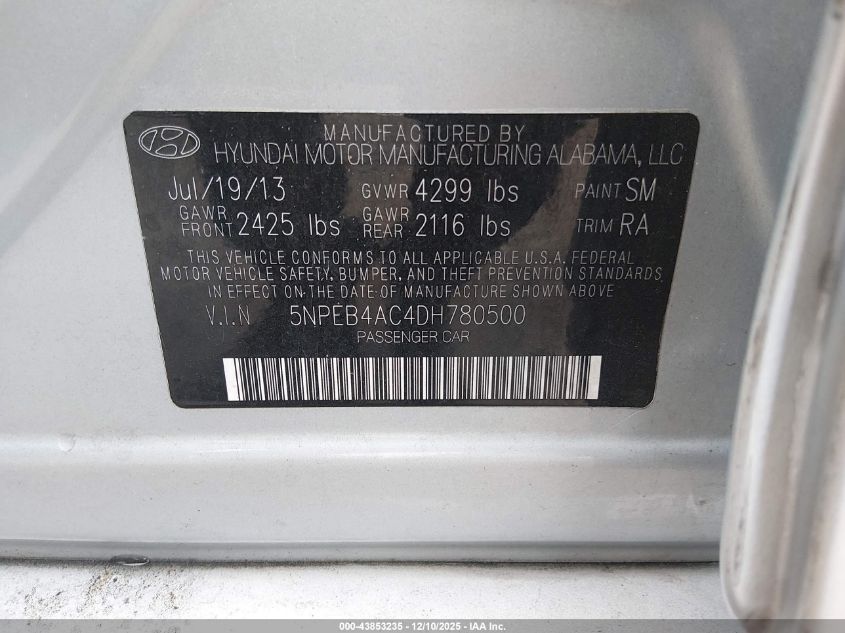 MANUFACTURED BY
HYUNDAI MOTOR MANUFACTURING ALABAMA, LLC
Jul/19/13 GVWR 4299 lbs PAINT SM
GAWR FRONT 2425 lbs GAWR REAR 2116 lbs TRIM RA
THIS VEHICLE CONFORMS TO ALL APPLICABLE U.S.A. FEDERAL
MOTOR VEHICLE SAFETY, BUMPER, AND THEFT PREVENTION STANDARDS
IN EFFECT ON THE DATE OF MANUFACTURE SHOWN ABOVE
V.I.N 5NPEB4AC4DH780500
PASSENGER CAR
000-43853235 - 12/10/2025 - IAA Inc.